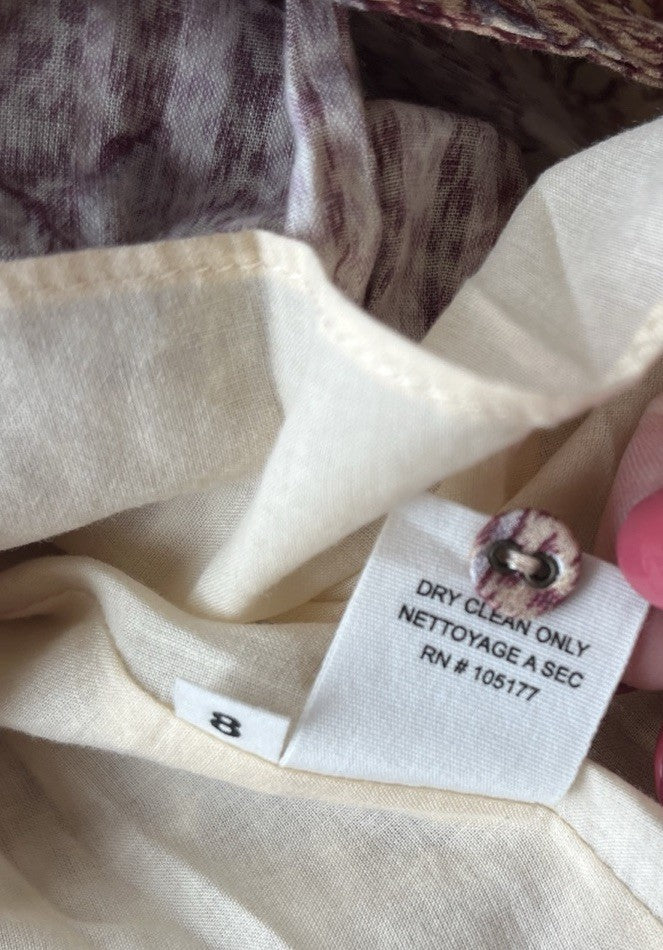 DRY CLEAN ONLY
NETTOYAGE A SEC
RN # 105177
8